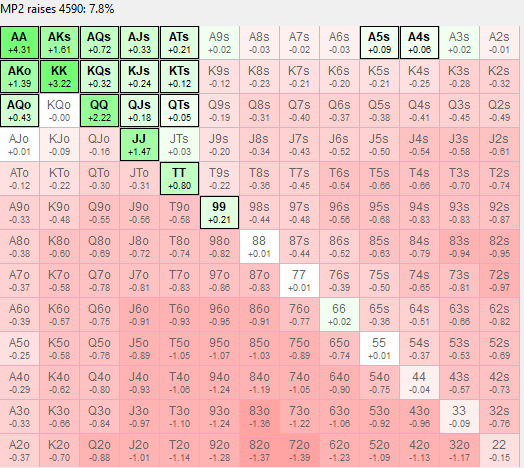 MP2 raises 4590: 7.8%
AA AKs AQs AJs ATs A9s A8s A7s A6s A5s A4s A3s A2s
+4.31 +1.61 +0.72 +0.33 +0.21 +0.02 -0.03 -0.02 -0.03 +0.09 +0.06 +0.02 -0.01
AKo KK KQs KJs KTs K9s K8s K7s K6s K5s K4s K3s K2s
+1.39 +3.22 +0.32 +0.24 +0.12 -0.12 -0.23 -0.21 -0.20 -0.21 -0.25 -0.28 -0.32
AQo KQo QQ QJs QTs Q9s Q8s Q7s Q6s Q5s Q4s Q3s Q2s
+0.43 -0.00 +2.22 +0.18 +0.05 -0.19 -0.31 -0.40 -0.37 -0.38 -0.41 -0.45 -0.49
AJo KJo QJo JJ JTs J9s J8s J7s J6s J5s J4s J3s J2s
+0.01 -0.09 -0.16 +1.47 +0.03 -0.20 -0.34 -0.43 -0.52 -0.50 -0.54 -0.58 -0.61
ATo KTo QTo JTo TT T9s T8s T7s T6s T5s T4s T3s T2s
-0.12 -0.22 -0.30 -0.31 +0.80 -0.22 -0.36 -0.45 -0.54 -0.66 -0.66 -0.70 -0.74
A9o K9o Q9o J9o T9o 99 98s 97s 96s 95s 94s 93s 92s
-0.33 -0.48 -0.55 -0.56 -0.58 +0.21 -0.44 -0.48 -0.56 -0.68 -0.83 -0.83 -0.87
A8o K8o Q8o J8o T8o 98o 88 87s 86s 85s 84s 83s 82s
-0.38 -0.60 -0.69 -0.72 -0.74 -0.82 +0.01 -0.44 -0.52 -0.63 -0.79 -0.94 -0.95
A7o K7o Q7o J7o T7o 97o 87o 77 76s 75s 74s 73s 72s
-0.37 -0.58 -0.78 -0.81 -0.83 -0.86 -0.83 +0.01 -0.39 -0.50 -0.65 -0.81 -0.97
A6o K6o Q6o J6o T6o 96o 86o 76o 66 65s 64s 63s 62s
-0.39 -0.57 -0.75 -0.91 -0.93 -0.95 -0.91 -0.77 +0.02 -0.36 -0.51 -0.66 -0.82
A5o K5o Q5o J5o T5o 95o 85o 75o 65o 55 54s 53s 52s
-0.25 -0.58 -0.76 -0.89 -1.05 -1.07 -1.03 -0.89 -0.74 +0.01 -0.37 -0.53 -0.69
A4o K4o Q4o J4o T4o 94o 84o 74o 64o 54o 44 43s 42s
-0.29 -0.62 -0.80 -0.93 -1.06 -1.24 -1.19 -1.05 -0.90 -0.75 -0.04 -0.57 -0.73
A3o K3o Q3o J3o T3o 93o 83o 73o 63o 53o 43o 33 32s
-0.33 -0.66 -0.84 -0.97 -1.10 -1.24 -1.36 -1.22 -1.06 -0.92 -0.96 -0.09 -0.76
A2o K2o Q2o J2o T2o 92o 82o 72o 62o 52o 42o 32o 22
-0.37 -0.70 -0.88 -1.01 -1.14 -1.28 -1.37 -1.39 -1.23 -1.09 -1.13 -1.17 -0.15